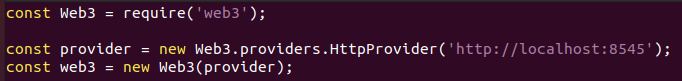 const Web3 = require('web3');
const provider = new Web3.providers.HttpProvider('http://localhost:8545');
const web3 = new Web3(provider);